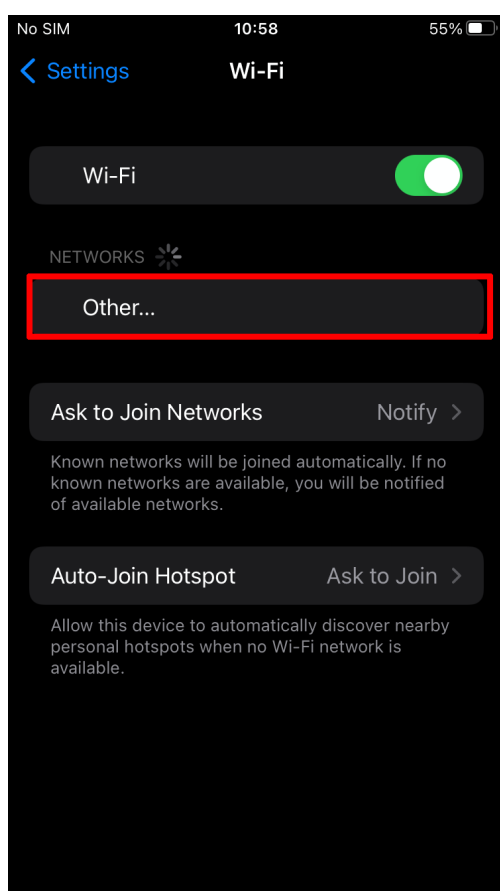 No SIM 10:58 55%
Settings Wi-Fi
Wi-Fi
NETWORKS
Other...
Ask to Join Networks Notify
Known networks will be joined automatically. If no
known networks are available, you will be notified
of available networks.
Auto-Join Hotspot Ask to Join
Allow this device to automatically discover nearby
personal hotspots when no Wi-Fi network is
available.